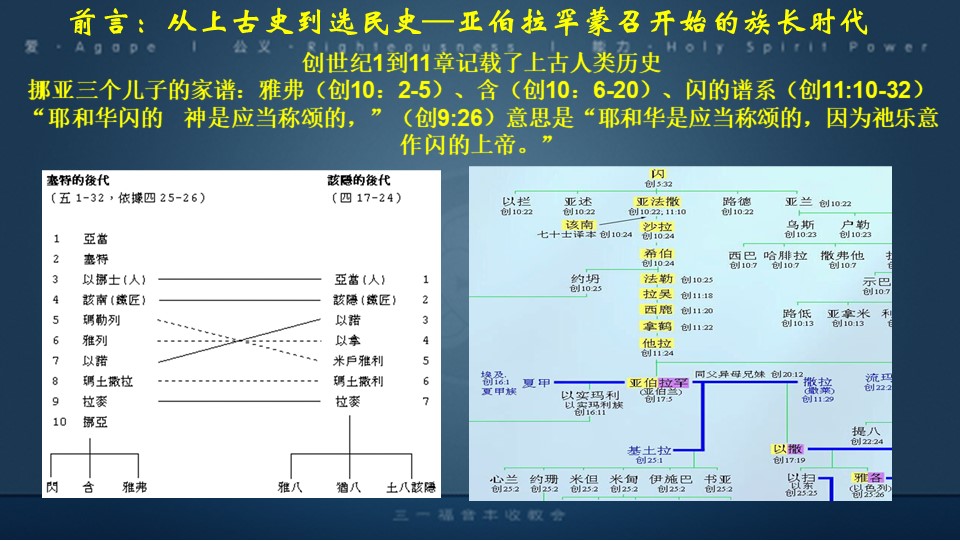 前言：从上古史到选民史—亚伯拉罕蒙召开始的族长时代
爱 · Agape | 公义 · Righteousness | 能力 · Holy Spirit Power
创世纪1到11章记载了上古人类历史
挪亚三个儿子的家谱：雅弗（创10：2-5）、含（创10：6-20）、闪的谱系（创11:10-32）
“耶和华闪的 神是应当称颂的，”（创9:26）意思是“耶和华是应当称颂的，因为祂乐意
作闪的上帝。”
塞特的後代
（五 1-32，依據四 25-26）
該隱的後代
（四 17-24）
1 亞當
2 塞特
3 以挪士(人) 亞當(人) 1
4 該南(鐵匠) 該隱(鐵匠) 2
5 瑪勒列 以諾 3
6 雅列 以拿 4
7 以諾 米戶雅利 5
8 瑪土撒拉 瑪土撒利 6
9 拉麥 拉麥 7
10 挪亞
閃 含 雅弗 雅八 猶八 土八該隱
闪
创5:32
以拦 亚述 亚法撒 路德 亚兰 创10:22
创10:22 创10:22 创10:22, 11:10 创10:22
该南 沙拉 乌斯 户勒
七十士译本 创10:24 创10:24 创10:23 创10:23
希伯 西巴 哈腓拉 撒弗他
创10:24 创10:7 创10:7 创10:7
约坍 法勒 创10:25
创10:25 示巴
创10:7
拉吴 创11:18
西鹿 创11:20 路低 亚拿米
创10:13 创10:13
拿鹤 创11:22
他拉
创11:24
埃及,
创16:1
夏甲族
夏甲 亚伯拉罕 同父异母兄妹 创20:12 撒拉 流玛
(亚伯兰) (撒莱) 创22:2
创17:5 创11:29
以实玛利
以实玛利族
创16:11
提八
创22:24
基土拉 以撒
创25:1 创17:19
心兰 约珊 米但 米甸 伊施巴 书亚 以扫 雅各
创25:2 创25:2 创25:2 创25:2 创25:2 创25:2 以东 (以色列)
创25:25 创25:26
三一福音丰收教会